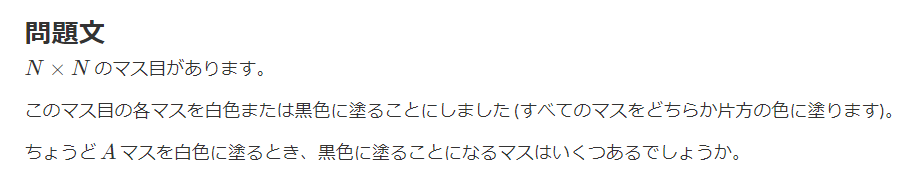 問題文
N × N のマス目があります。
このマス目の各マスを白色または黒色に塗ることにしました (すべてのマスをどちらか片方の色に塗ります)。
ちょうど A マスを白色に塗るとき、黒色に塗ることになるマスはいくつあるでしょうか。